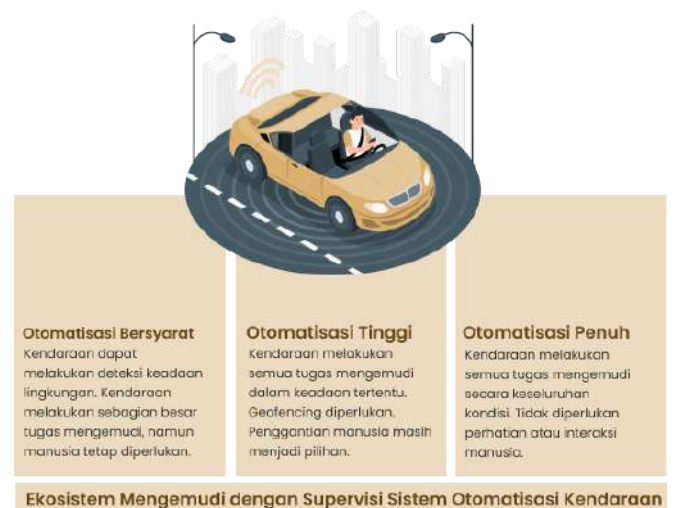 Otomatisasi Bersyarat
Kendaraan dapat
melakukan deteksi keadaan
lingkungan. Kendaraan
melakukan sebagian besar
tugas mengemudi, namun
manusia tetap diperlukan.
Otomatisasi Tinggi
Kendaraan melakukan
semua tugas mengemudi
dalam keadaan tertentu.
Geofencing diperlukan.
Penggantian manusia masih
menjadi pilihan.
Otomatisasi Penuh
Kendaraan melakukan
semua tugas mengemudi
secara keseluruhan
kondisi. Tidak diperlukan
perhatian atau interaksi
manusia.
Ekosistem Mengemudi dengan Supervisi Sistem Otomatisasi Kendaraan